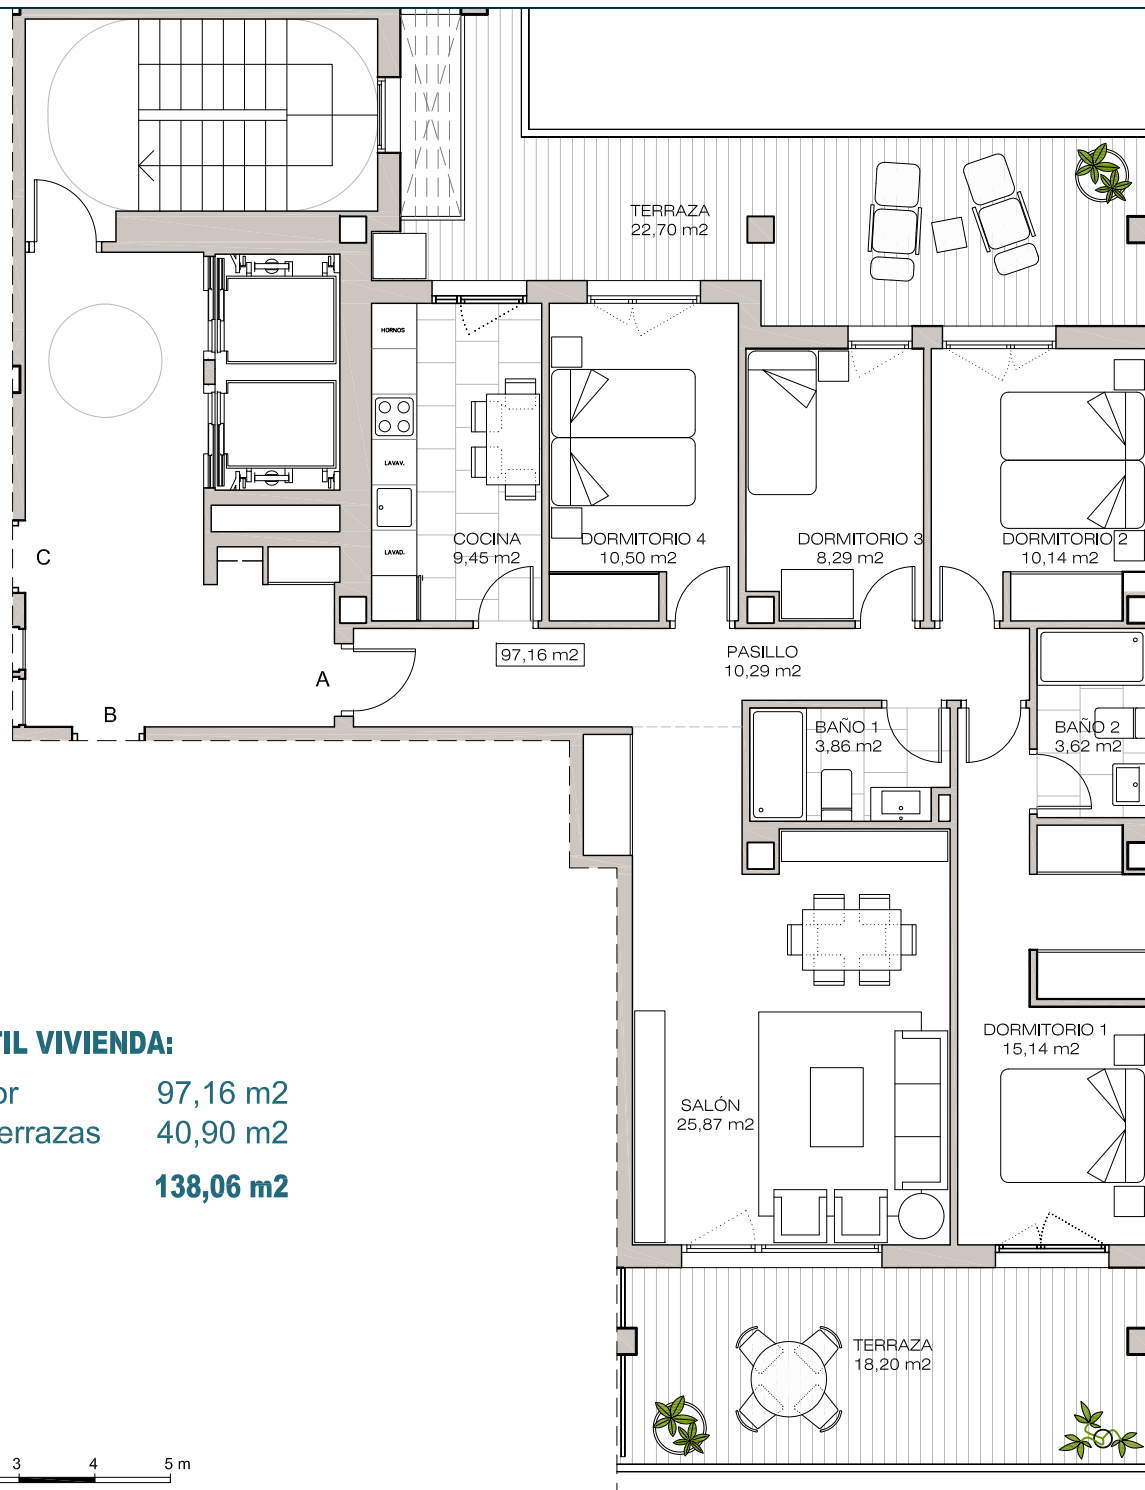 TERRAZA
22,70 m2
HORNOS
LAVAV.
LAVAD.
COCINA
9,45 m2
DORMITORIO 4
10,50 m2
DORMITORIO 3
8,29 m2
DORMITORIO 2
10,14 m2
C
97,16 m2
PASILLO
10,29 m2
A
B
BAÑO 1
3,86 m2
BAÑO 2
3,62 m2
DORMITORIO 1
15,14 m2
TIL VIVIENDA:
or 97,16 m2
errazas 40,90 m2
138,06 m2
SALÓN
25,87 m2
TERRAZA
18,20 m2
3 4 5 m